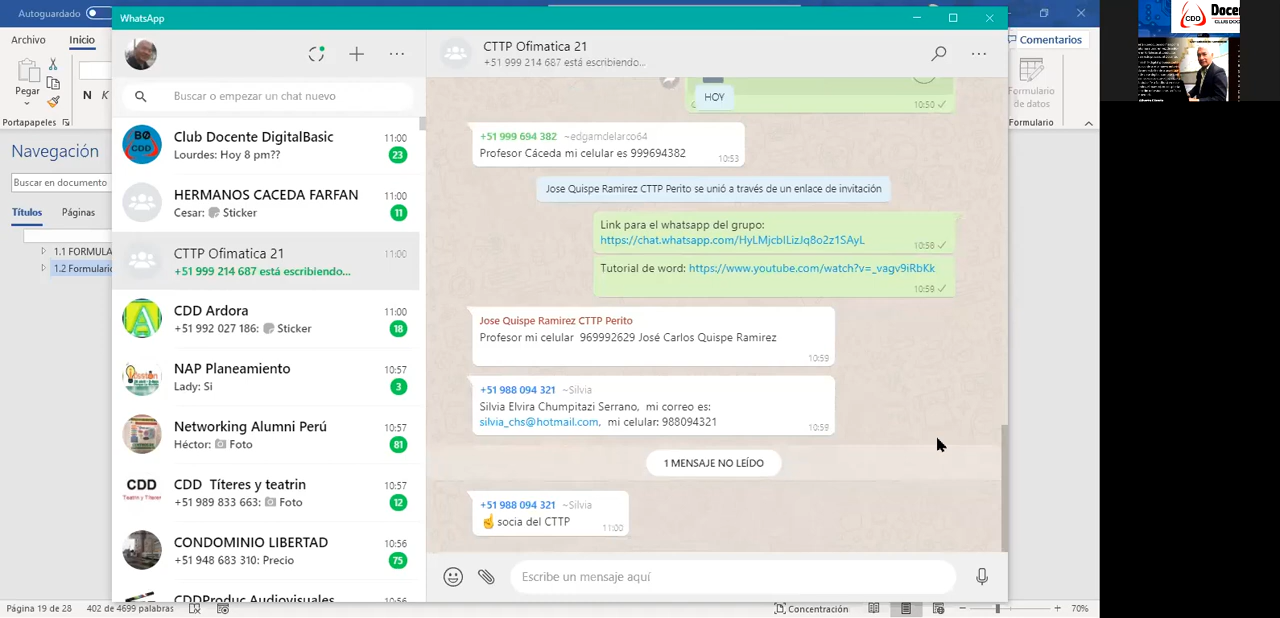 Autoguardado
WhatsApp
Archivo
Inicio
Comentarios
Pegar
N
K
Portapapeles
Navegación
Buscar en documento
Títulos
Páginas
1.1 FORMULA
1.2 Formulario
Formulario
de datos
Formulario
Buscar o empezar un chat nuevo
Club Docente DigitalBasic 11:00
Lourdes: Hoy 8 pm?? 23
HERMANOS CACEDA FARFAN 11:00
Cesar: Sticker 11
CTTP Ofimatica 21 11:00
+51 999 214 687 está escribiendo...
CDD Ardora 11:00
+51 992 027 186: Sticker 18
NAP Planeamiento 10:57
Lady: Si 3
Networking Alumni Perú 10:57
Héctor: Foto 81
CDD Títeres y teatrin 10:57
+51 989 833 663: Foto 12
CONDOMINIO LIBERTAD 10:56
+51 948 683 310: Precio 75
CDDProduc Audiovisuales 10:56
CTTP Ofimatica 21
+51 999 214 687 está escribiendo...
HOY
10:50
+51 999 694 382 ~edgarndelarco64
Profesor Cáceda mi celular es 999694382
10:53
Jose Quispe Ramirez CTTP Perito se unió a través de un enlace de invitación
Link para el whatsapp del grupo:
https://chat.whatsapp.com/HyLMjcblLizJq8o2z1SAyL
10:58
Tutorial de word: https://www.youtube.com/watch?v=_vagv9iRbKk
10:59
Jose Quispe Ramirez CTTP Perito
Profesor mi celular 969992629 José Carlos Quispe Ramirez
10:59
+51 988 094 321 ~Silvia
Silvia Elvira Chumpitazi Serrano, mi correo es:
silvia_chs@hotmail.com, mi celular: 988094321
10:59
1 MENSAJE NO LEÍDO
+51 988 094 321 ~Silvia
☝socia del CTTP
11:00
Escribe un mensaje aquí
Página 19 de 28
402 de 4699 palabras
Concentración
70%
CDD